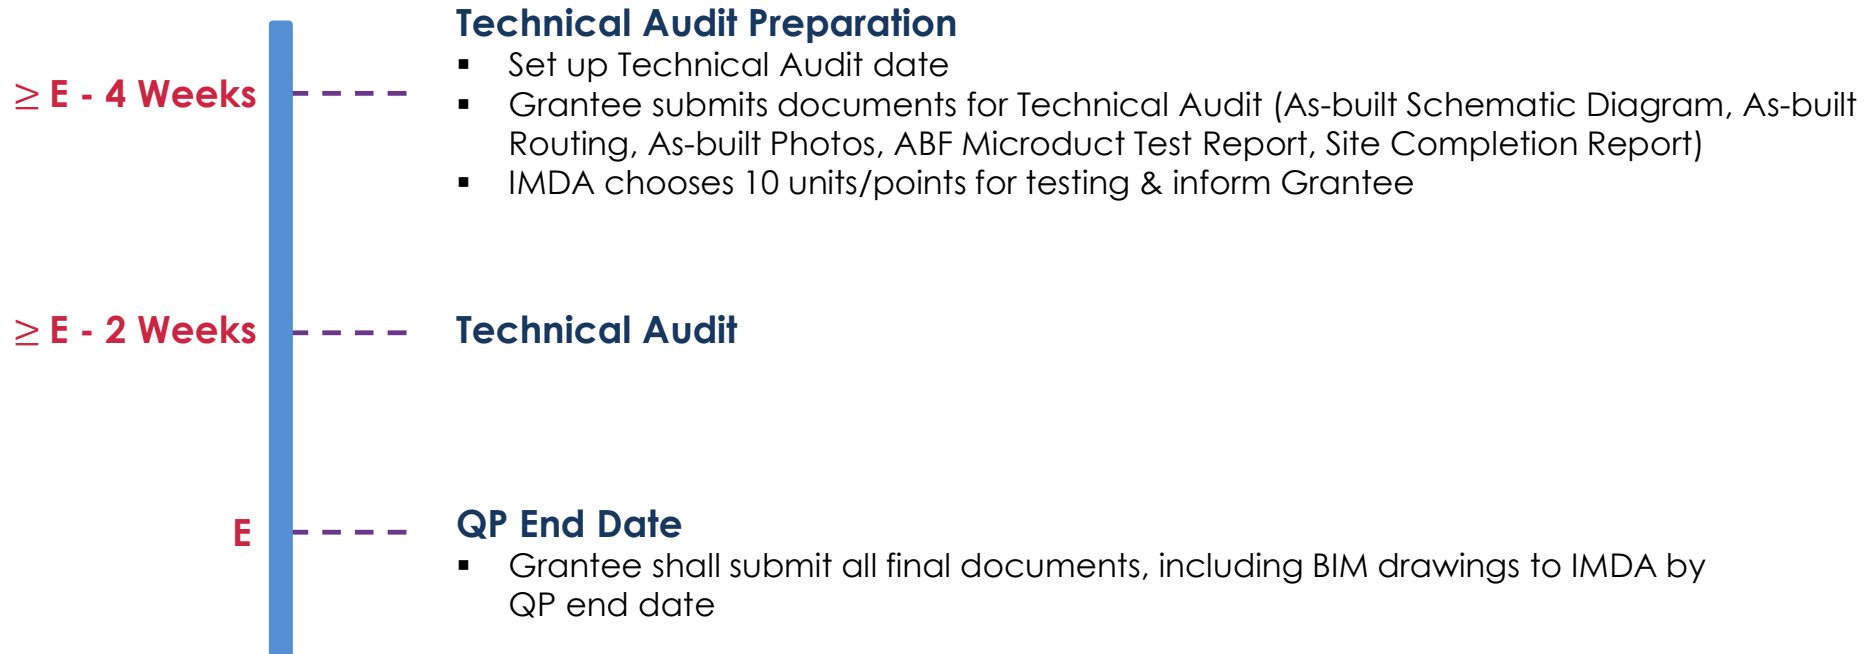 Technical Audit Preparation
≥ E - 4 Weeks
▪ Set up Technical Audit date
▪ Grantee submits documents for Technical Audit (As-built Schematic Diagram, As-built
Routing, As-built Photos, ABF Microduct Test Report, Site Completion Report)
▪ IMDA chooses 10 units/points for testing & inform Grantee
≥ E - 2 Weeks
Technical Audit
E
QP End Date
▪ Grantee shall submit all final documents, including BIM drawings to IMDA by
QP end date